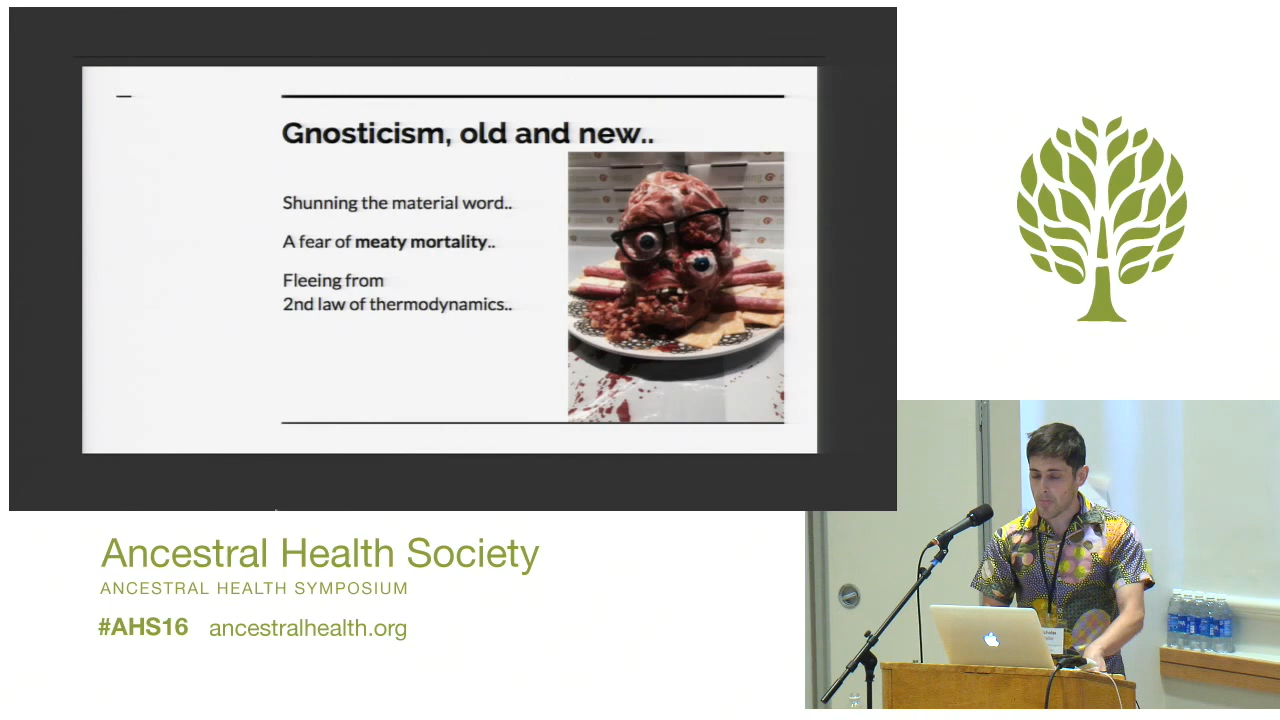 Gnosticism, old and new..
Shunning the material word..
A fear of meaty mortality..
Fleeing from
2nd law of thermodynamics..
Ancestral Health Society
ANCESTRAL HEALTH SYMPOSIUM
#AHS16 ancestralhealth.org